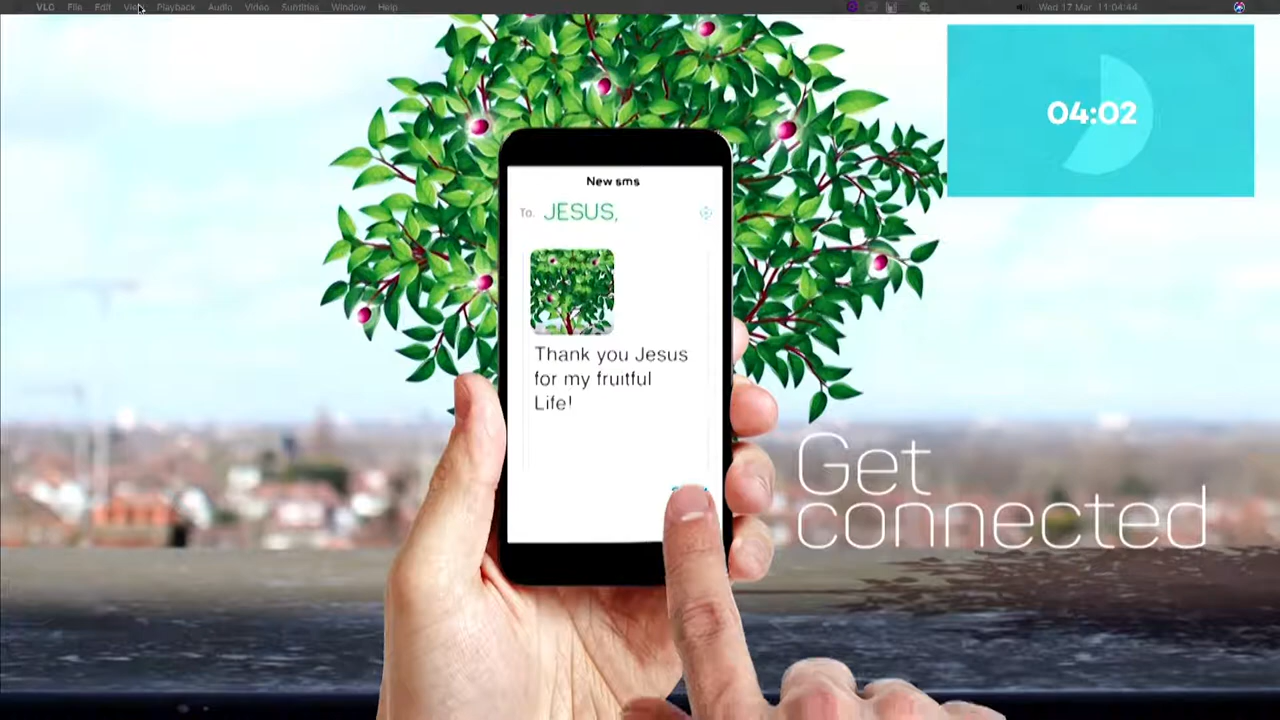 VLC File Edit View Playback Audio Video Subtitles Window Help
Wed 17 Mar 11:04:44
04:02
New sms
To. JESUS,
Thank you Jesus
for my fruitful
Life!
Get
connected